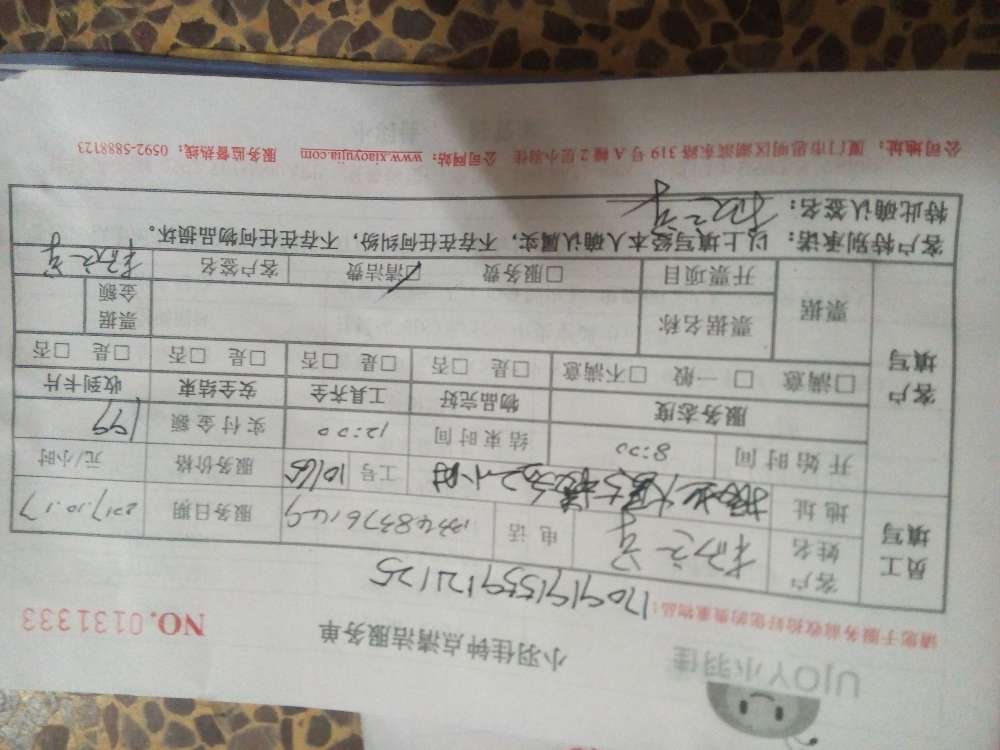 UJOY小羽佳
小羽佳钟点清洁服务单
NO.0131333
请您于服务前收拾好您的贵重物品!
员工填写
客户姓名
电话
服务日期 2017.10.17
地址
工号 10165
服务价格 元/小时
开始时间 8:00
结束时间 12:00
实付金额 199
客户填写
服务态度 物品完好 工具齐全 安全结束 收到卡片
□满意 □一般 □不满意 □是 □否 □是 □否 □是 □否 □是 □否
票据
票据名称
票据金额
开票项目 □服务费 ☑清洁费 客户签名
客户特别承诺:以上填写经本人确认属实,不存在任何纠纷,不存在任何物品损坏。
特此确认签名:
公司地址:厦门市思明区湖滨东路319号A幢2层小羽佳 公司网站:www.xiaoyujia.com 服务监督热线:0592-5888123